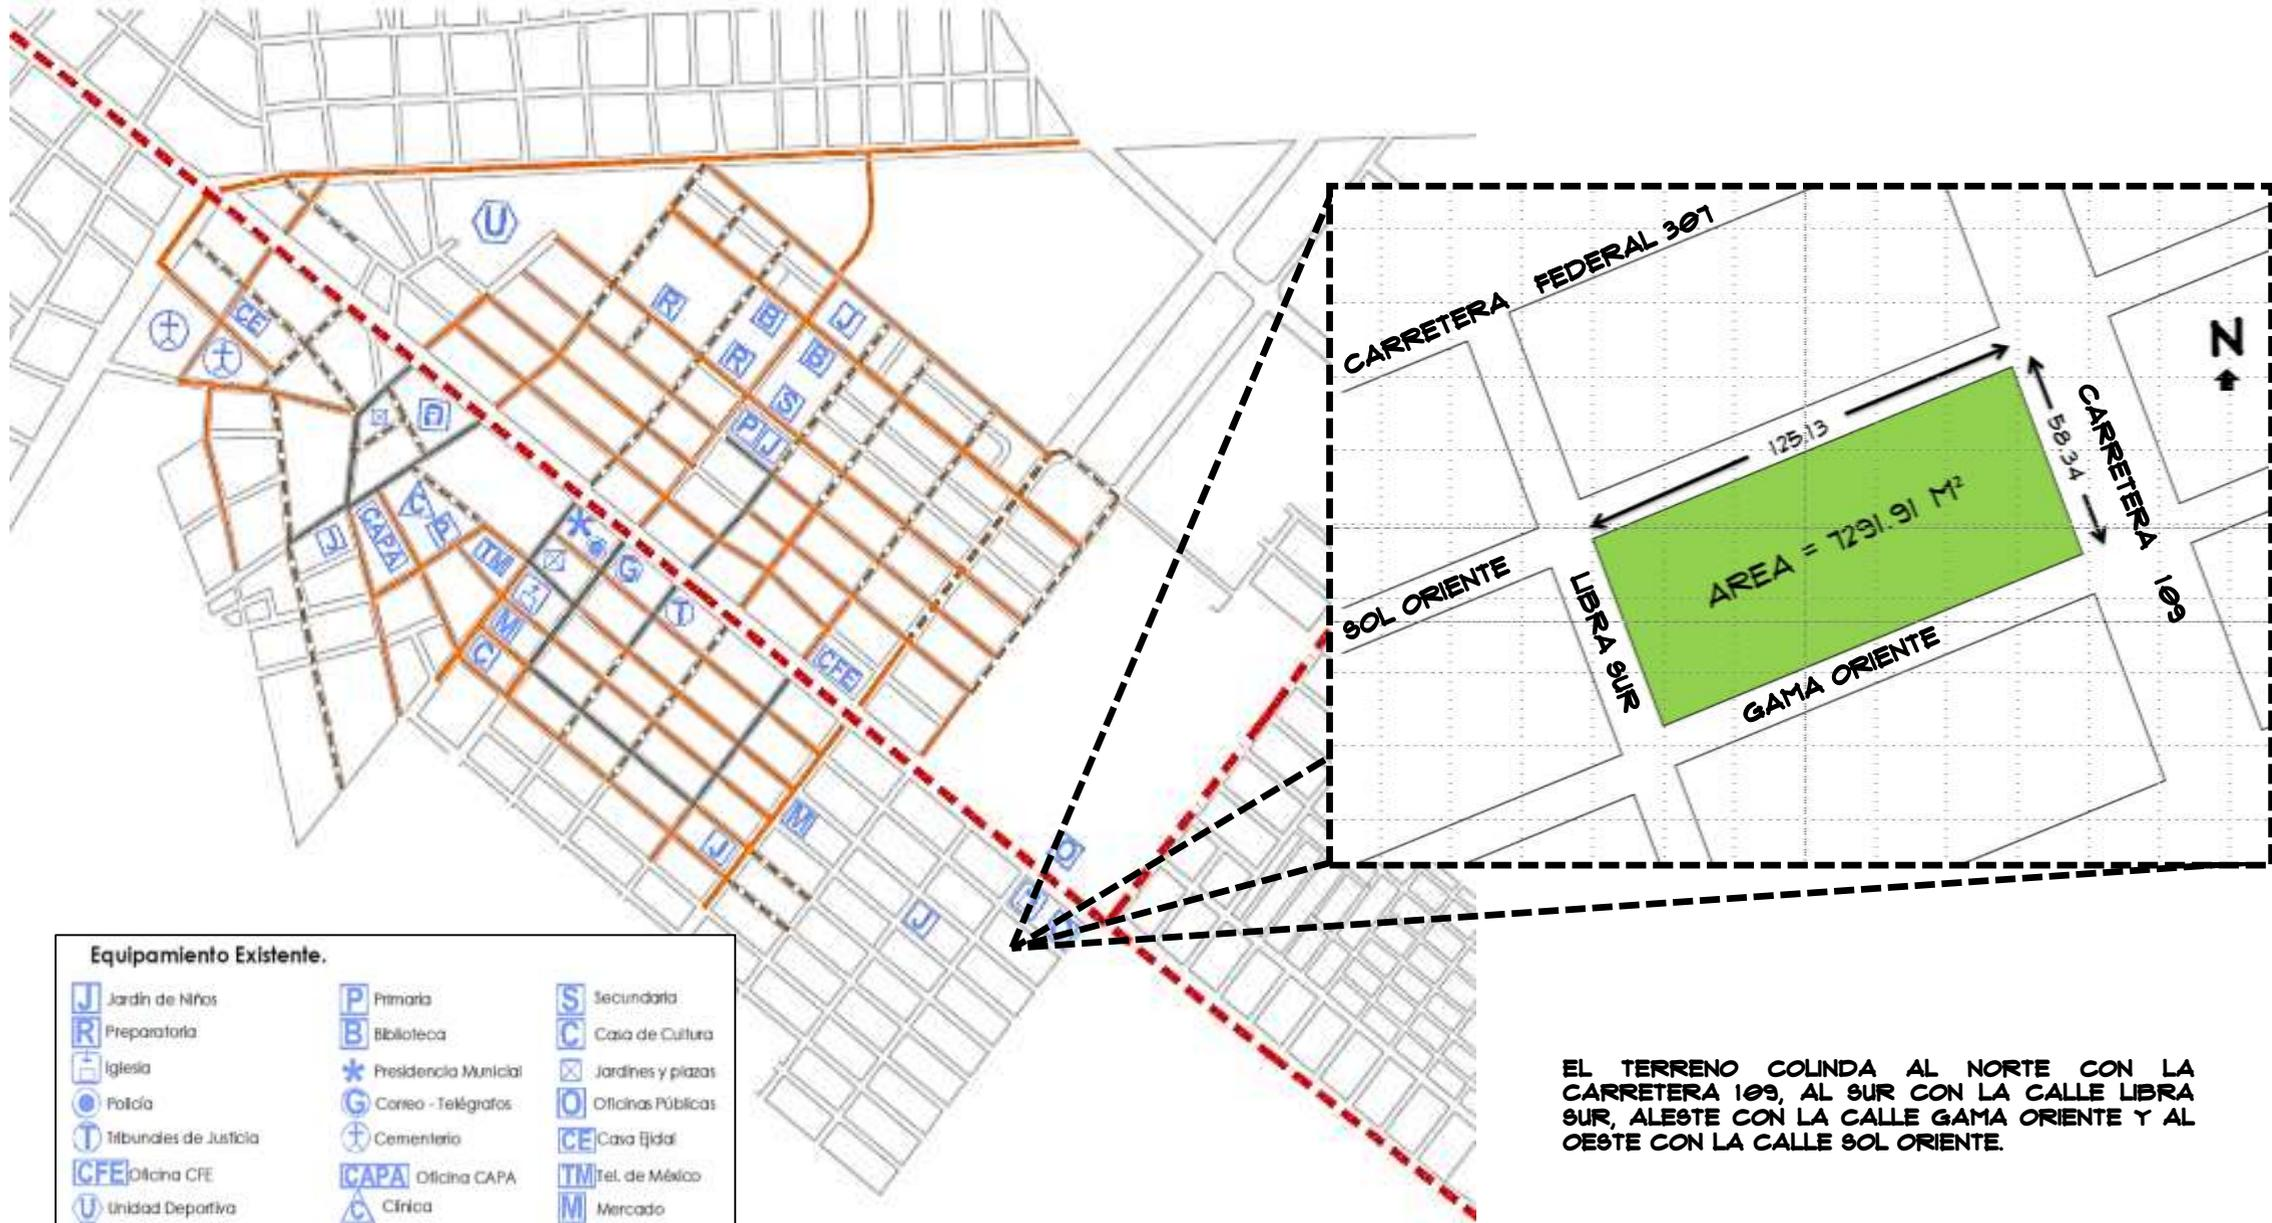 U
R
B
J
CE
R
B
S
P J
C
J
CAPA
TM
G
T
M
C
CFE
M
J
O
J
CARRETERA FEDERAL 307
N
125.13
58.34
CARRETERA 109
AREA = 7291.91 M²
SOL ORIENTE
LIBRA SUR
GAMA ORIENTE
Equipamiento Existente.
J Jardín de Niños
P Primaria
S Secundaria
R Preparatoria
B Biblioteca
C Casa de Cultura
Iglesia
Presidencia Municial
Jardines y plazas
Policía
G Correo - Telégrafos
O Oficinas Públicas
T Tribunales de Justicia
Cementerio
CE Casa Ejidal
CFE Oficina CFE
CAPA Oficina CAPA
TM Tel. de México
U Unidad Deportiva
C Clínica
M Mercado
EL TERRENO COLINDA AL NORTE CON LA
CARRETERA 109, AL SUR CON LA CALLE LIBRA
SUR, ALESTE CON LA CALLE GAMA ORIENTE Y AL
OESTE CON LA CALLE SOL ORIENTE.